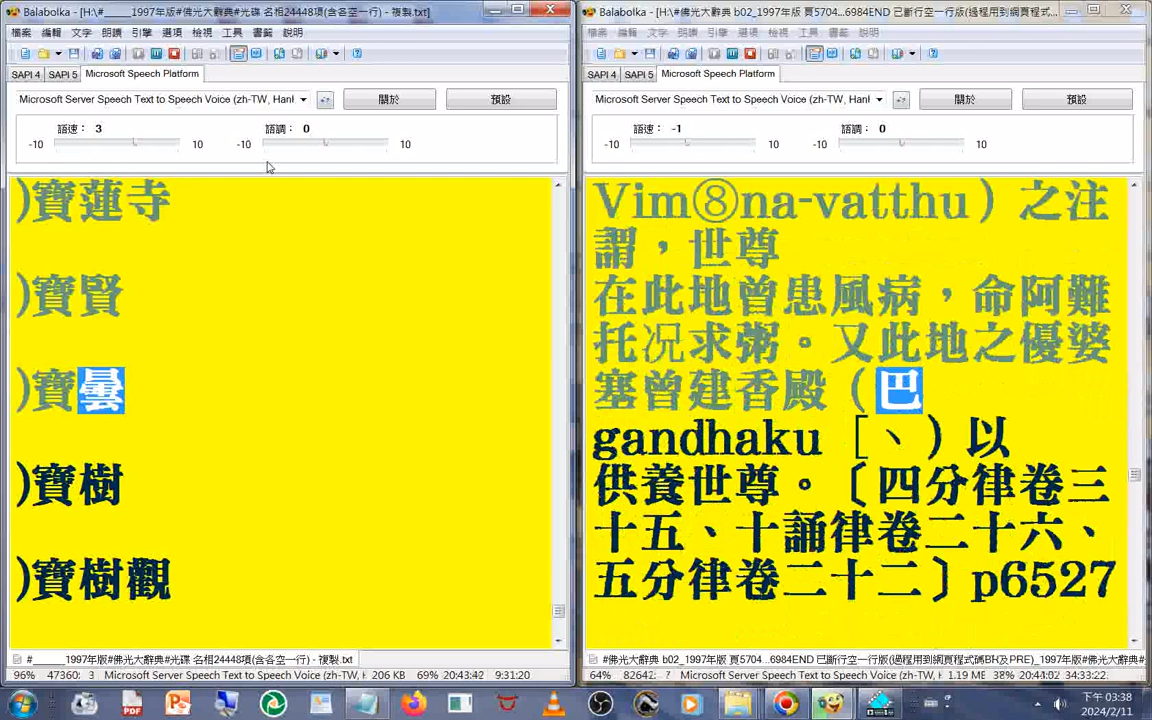 Balabolka - [H:\#_____1997年版#佛光大辭典#光碟 名相24448項(含各空一行) - 複製.txt]
檔案 編輯 文字 朗讀 引擎 選項 檢視 工具 書籤 說明
SAPI 4 SAPI 5 Microsoft Speech Platform
Microsoft Server Speech Text to Speech Voice (zh-TW, HanH 關於 預設
語速： 3 語調： 0
-10 10 -10 10
)寶蓮寺
)寶賢
)寶曇
)寶樹
)寶樹觀
#_____1997年版#佛光大辭典#光碟 名相24448項(含各空一行) - 複製.txt
96% 47360: 3 Microsoft Server Speech Text to Speech Voice (zh-TW, H 206 KB 69% 20:43:42 9:31:20
Balabolka - [H:\#佛光大辭典 b02_1997年版 頁5704...6984END 已斷行空一行版(過程用到網頁程式...
檔案 編輯 文字 朗讀 引擎 選項 檢視 工具 書籤 說明
SAPI 4 SAPI 5 Microsoft Speech Platform
Microsoft Server Speech Text to Speech Voice (zh-TW, HanH 關於 預設
語速： -1 語調： 0
-10 10 -10 10
Vim⑧na-vatthu）之注
謂，世尊
在此地曾患風病，命阿難
托况求粥。又此地之優婆
塞曾建香殿（巴
gandhaku［、）以
供養世尊。〔四分律卷三
十五、十誦律卷二十六、
五分律卷二十二〕p6527
#佛光大辭典 b02_1997年版 頁5704...6984END 已斷行空一行版(過程用到網頁程式碼BR及PRE)_1997年版#佛光大辭典#
64% 82642: ? Microsoft Server Speech Text to Speech Voice (zh-TW, H 1.19 MB 38% 20:44:02 34:33:22
下午 03:38
2024/2/11